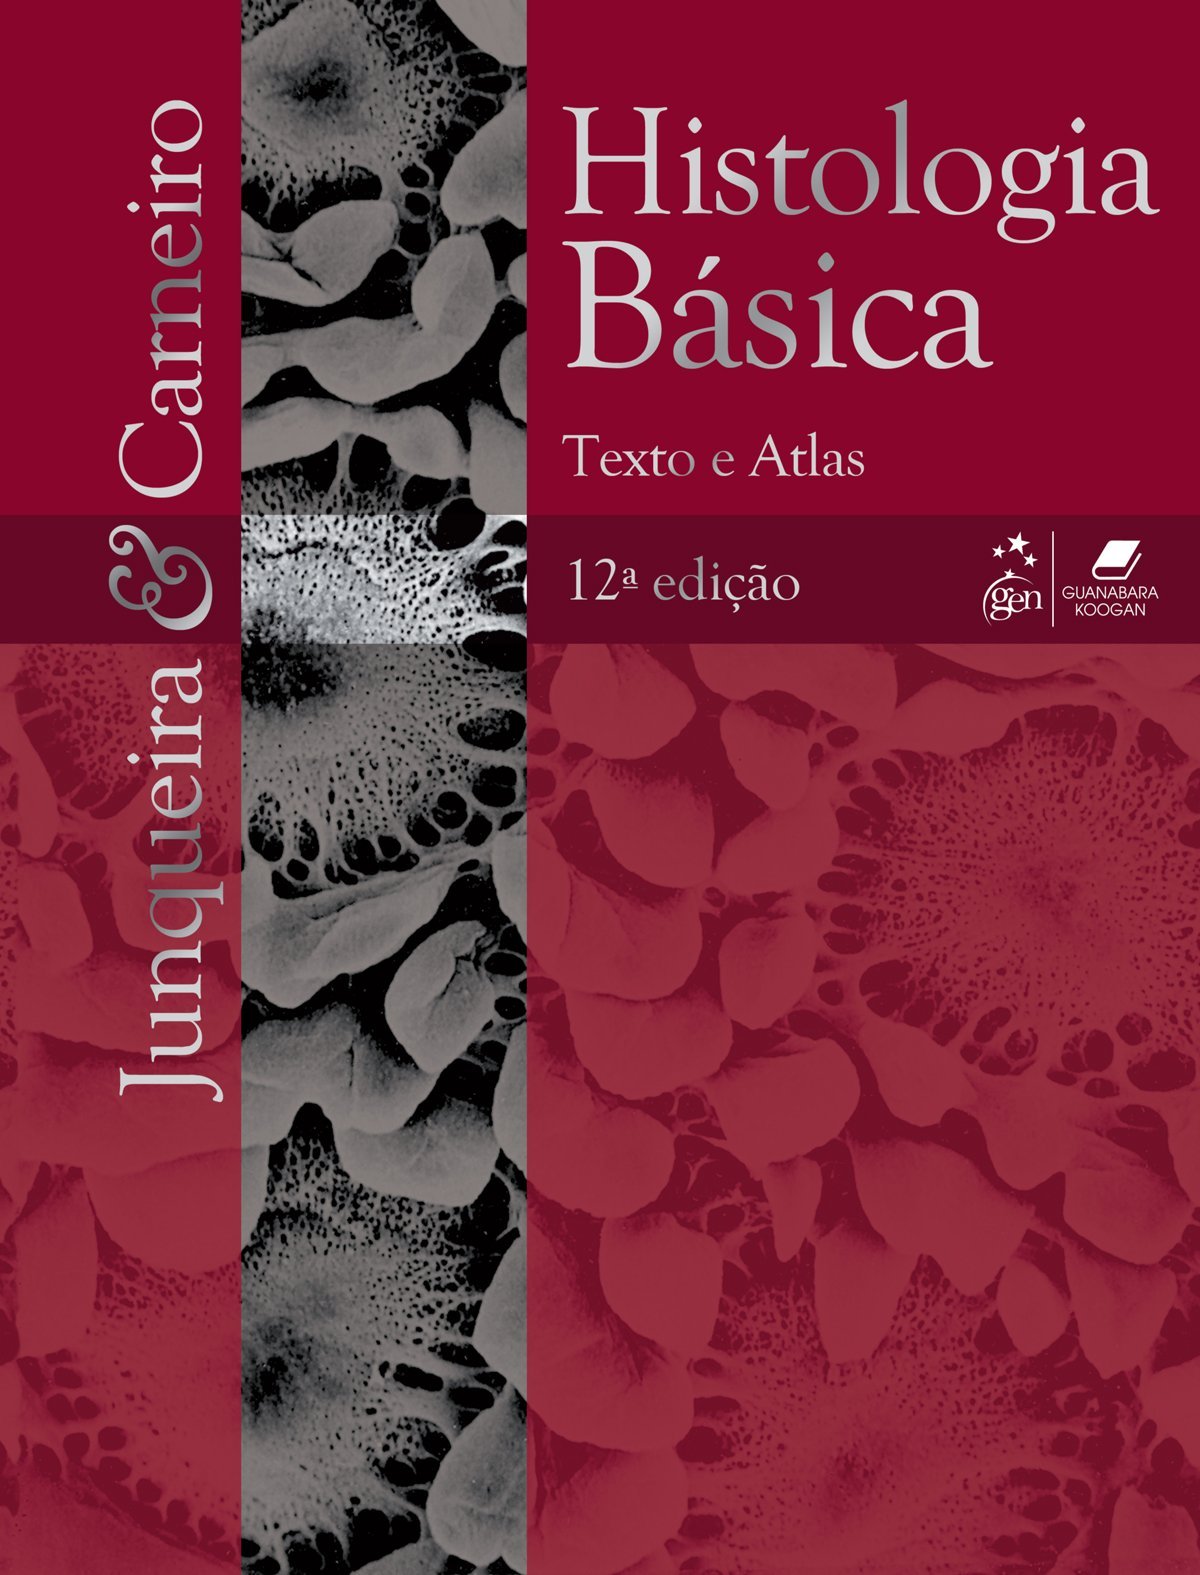 Junqueira & Carneiro
Histologia
Básica
Texto e Atlas
12ª edição
gen
GUANABARA
KOOGAN